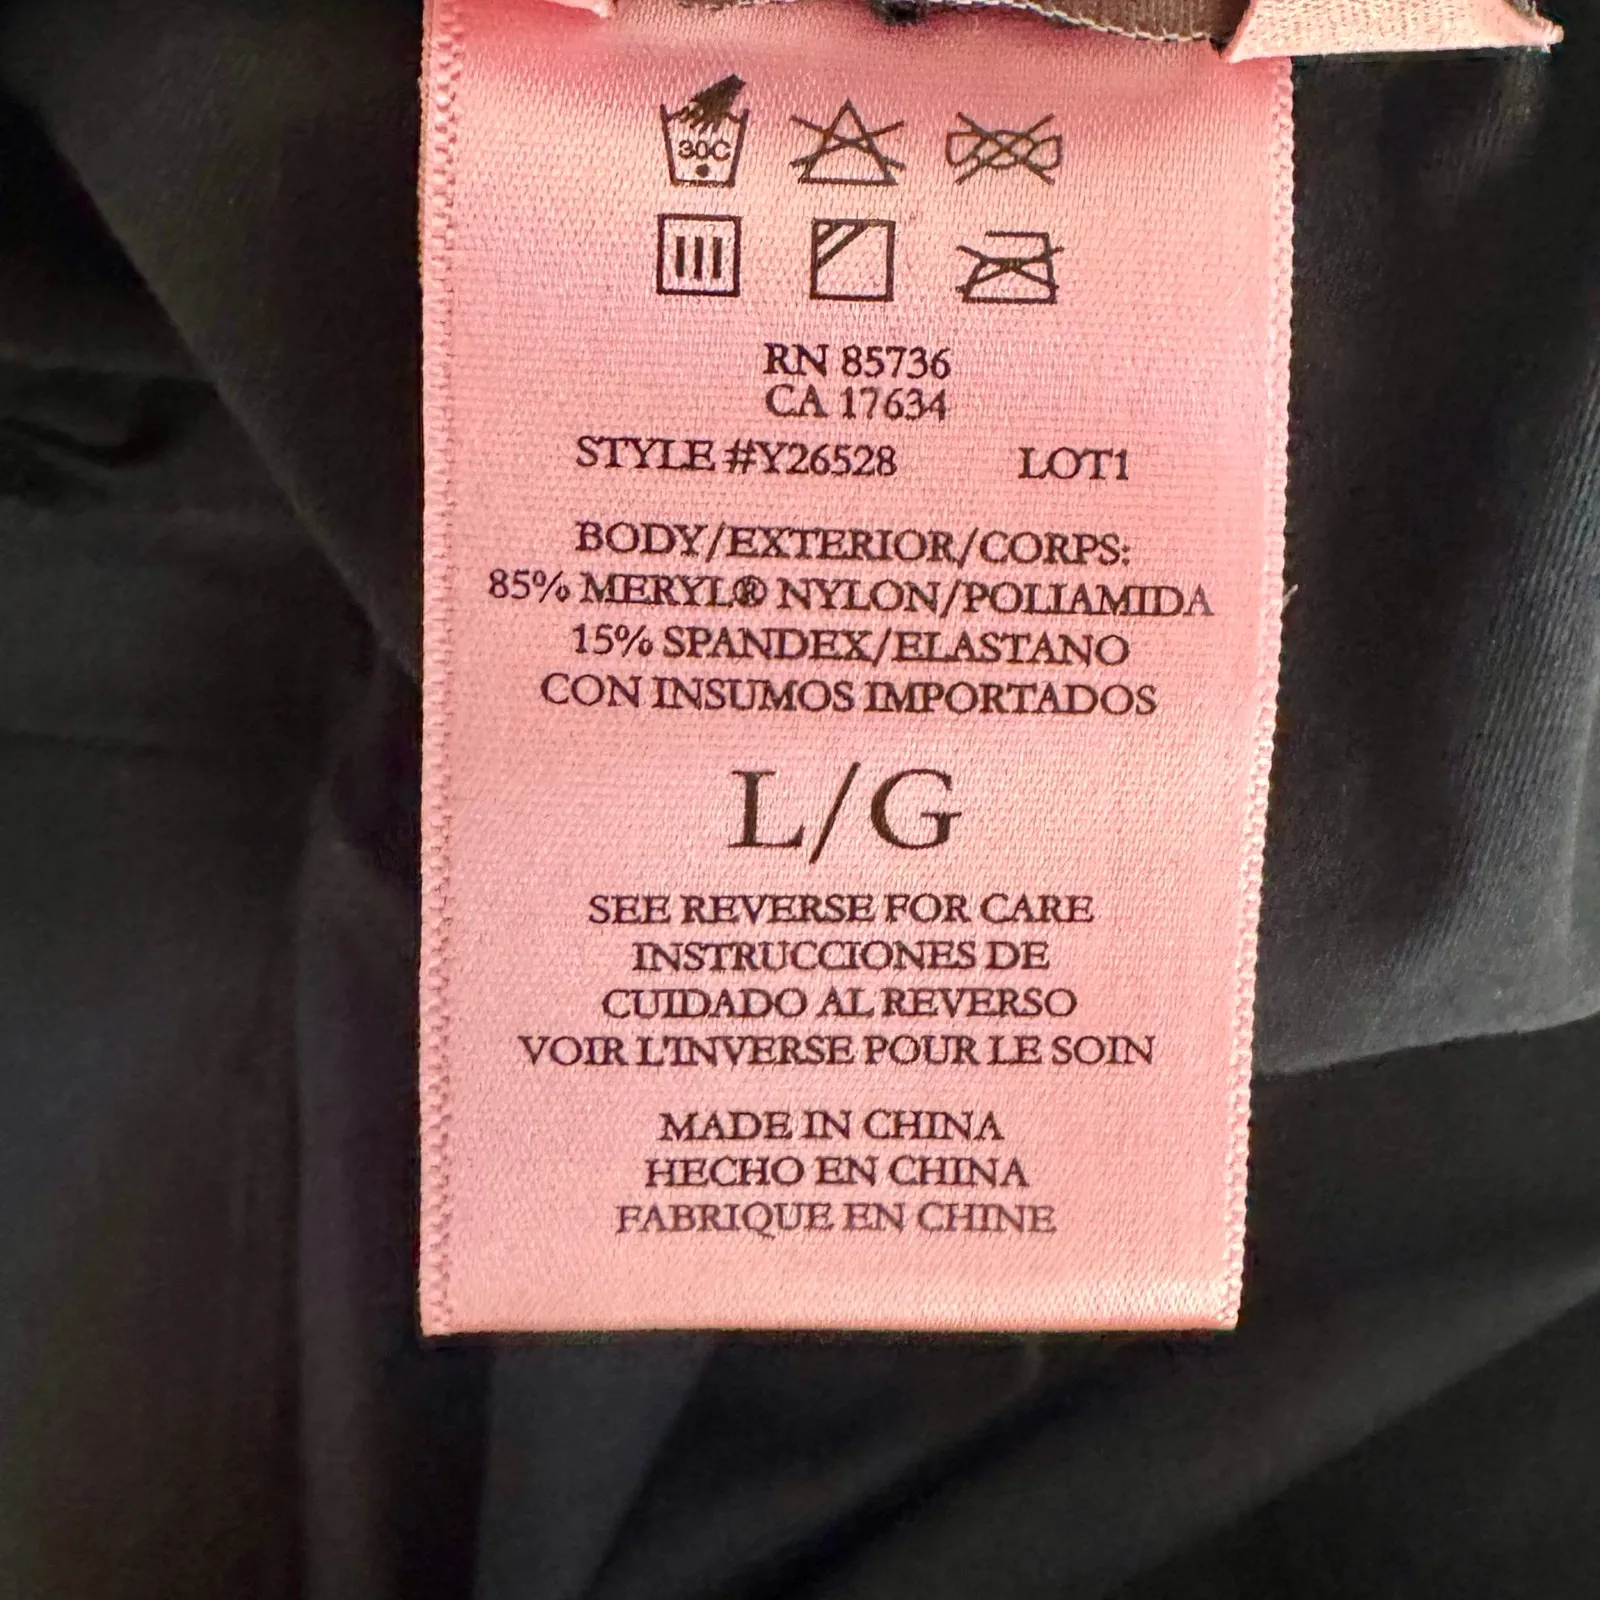 30C
RN 85736
CA 17634
STYLE #Y26528 LOT1
BODY/EXTERIOR/CORPS:
85% MERYL® NYLON/POLIAMIDA
15% SPANDEX/ELASTANO
CON INSUMOS IMPORTADOS
L/G
SEE REVERSE FOR CARE
INSTRUCCIONES DE
CUIDADO AL REVERSO
VOIR L'INVERSE POUR LE SOIN
MADE IN CHINA
HECHO EN CHINA
FABRIQUE EN CHINE